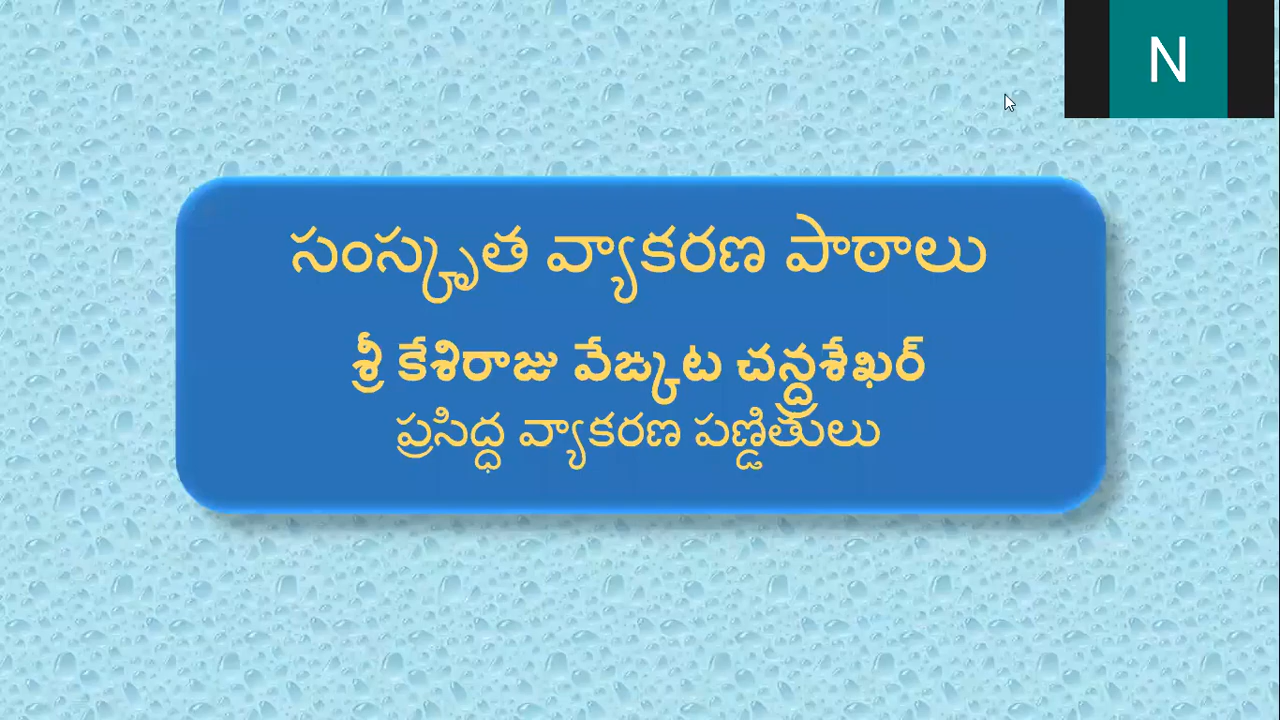 N
సంస్కృత వ్యాకరణ పాఠాలు
శ్రీ కేశిరాజు వేఙ్కట చన్ద్రశేఖర్
ప్రసిద్ధ వ్యాకరణ పణ్డితులు